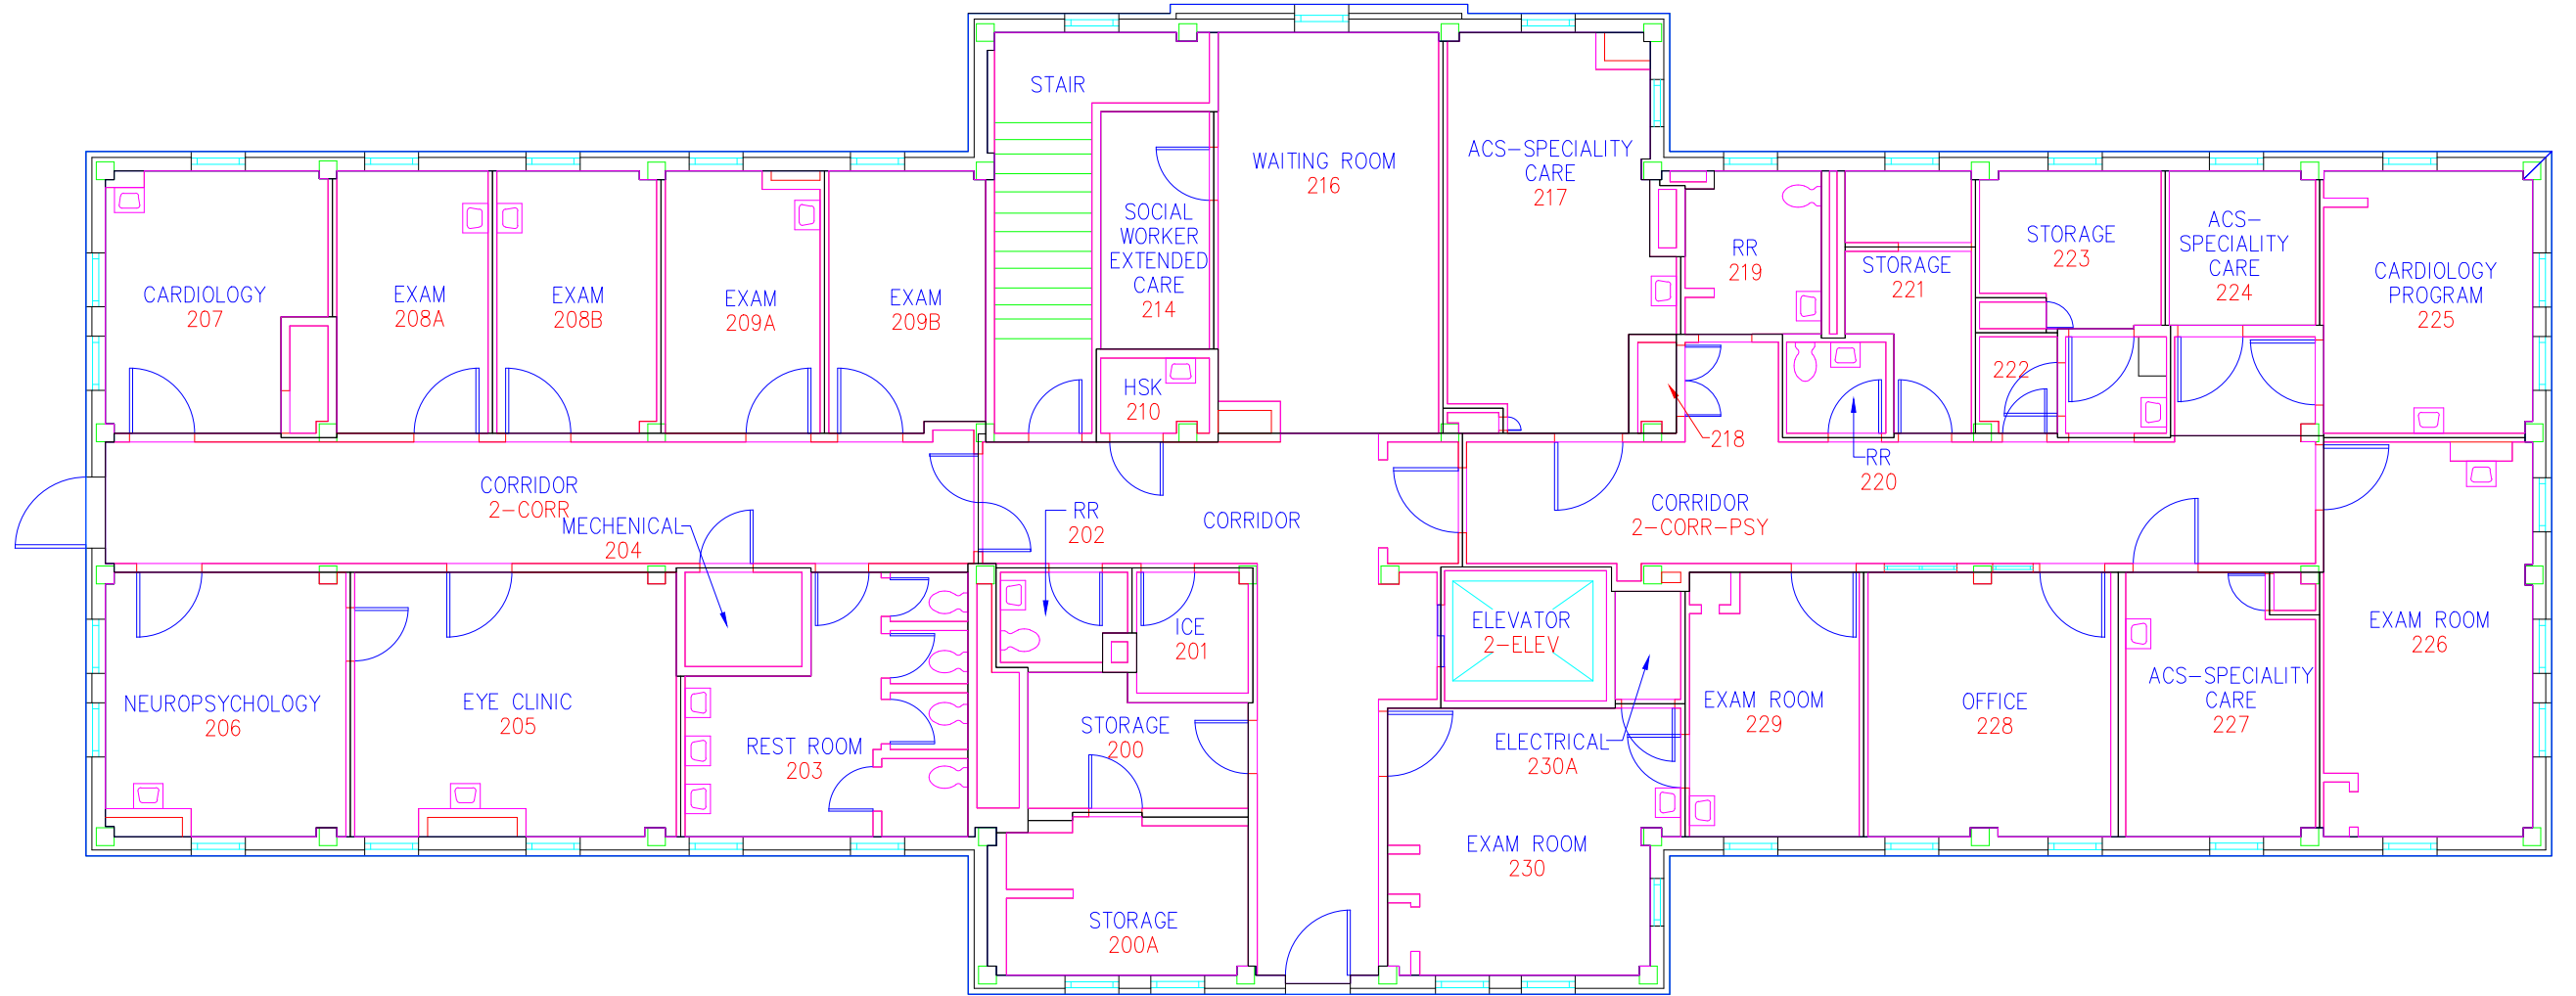 STAIR
WAITING ROOM
216
ACS-SPECIALITY
CARE
217
SOCIAL
WORKER
EXTENDED
CARE
214
CARDIOLOGY
207
EXAM
208A
EXAM
208B
EXAM
209A
EXAM
209B
HSK
210
RR
219
STORAGE
221
STORAGE
223
ACS-
SPECIALITY
CARE
224
CARDIOLOGY
PROGRAM
225
222
218
RR
220
CORRIDOR
2-CORR
MECHENICAL
204
RR
202
CORRIDOR
CORRIDOR
2-CORR-PSY
NEUROPSYCHOLOGY
206
EYE CLINIC
205
REST ROOM
203
ICE
201
STORAGE
200
STORAGE
200A
ELEVATOR
2-ELEV
ELECTRICAL
230A
EXAM ROOM
230
EXAM ROOM
229
OFFICE
228
ACS-SPECIALITY
CARE
227
EXAM ROOM
226